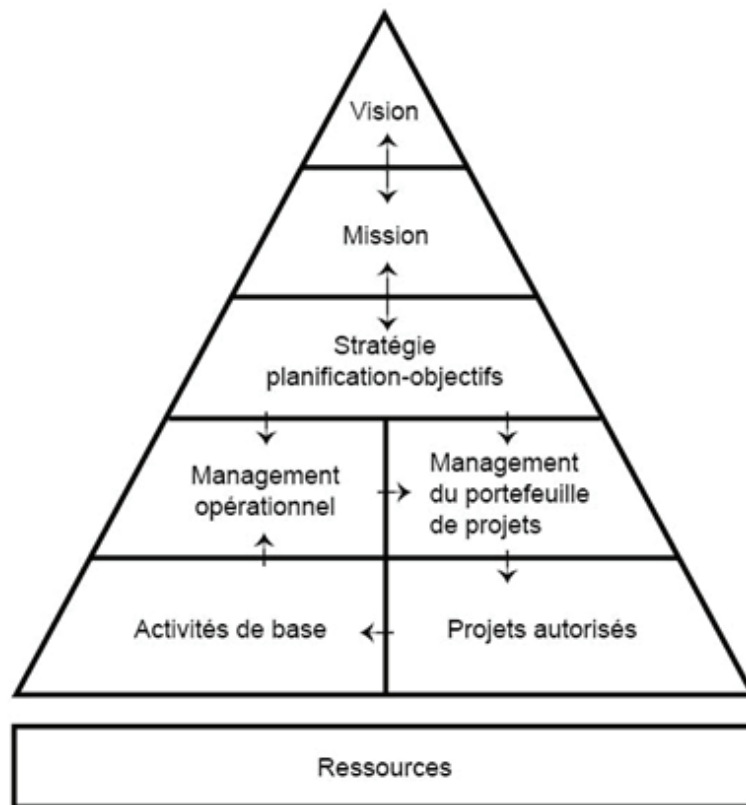 Vision
Mission
Stratégie
planification-objectifs
Management
opérationnel
Management
du portefeuille
de projets
Activités de base
Projets autorisés
Ressources